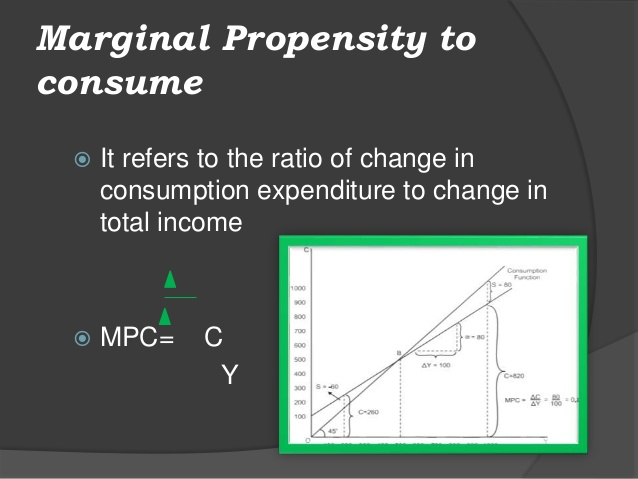 Marginal Propensity to
consume
It refers to the ratio of change in
consumption expenditure to change in
total income
MPC= C
Y
C
Consumption
Function
1000
S = 80
900
800
700
= 80
600
B
500
ΔY = 100
400
C=820
300
S = -60
200
MPC = ΔC/ΔY = 80/100 =
100
C=260
45°
O